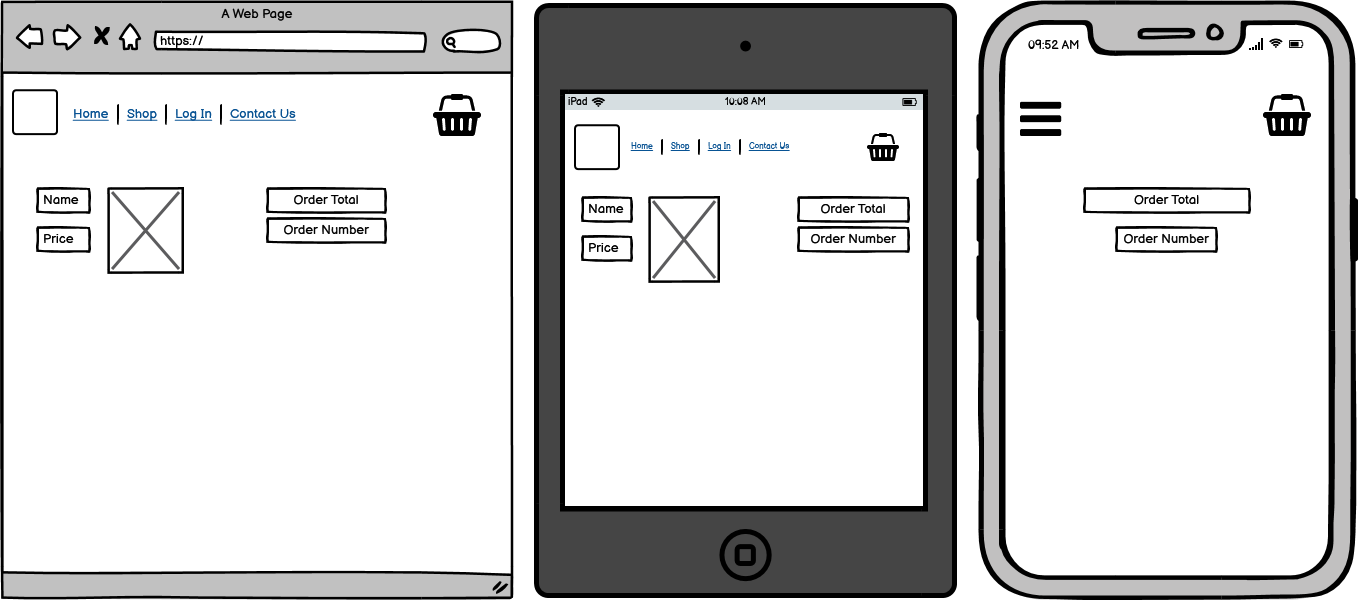 A Web Page
https://
Home Shop Log In Contact Us
Name
Price
Order Total
Order Number
iPad 10:08 AM
Home Shop Log In Contact Us
Name
Price
Order Total
Order Number
09:52 AM
Order Total
Order Number